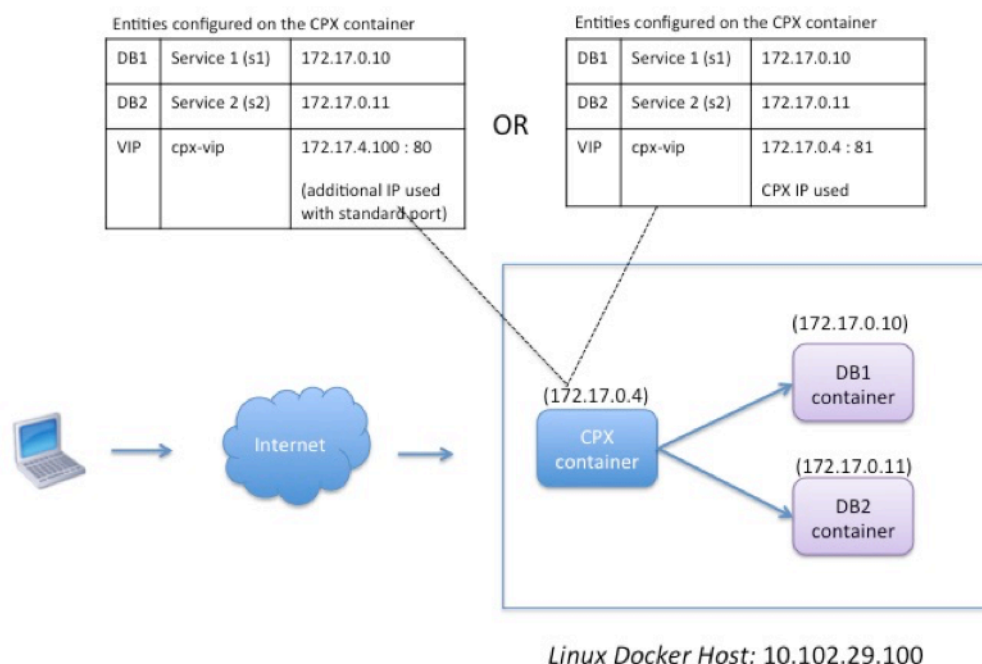 Entities configured on the CPX container
DB1 Service 1 (s1) 172.17.0.10
DB2 Service 2 (s2) 172.17.0.11
VIP cpx-vip 172.17.4.100 : 80
(additional IP used
with standard port)
OR
Entities configured on the CPX container
DB1 Service 1 (s1) 172.17.0.10
DB2 Service 2 (s2) 172.17.0.11
VIP cpx-vip 172.17.0.4 : 81
CPX IP used
Internet
(172.17.0.4)
CPX
container
(172.17.0.10)
DB1
container
(172.17.0.11)
DB2
container
Linux Docker Host: 10.102.29.100